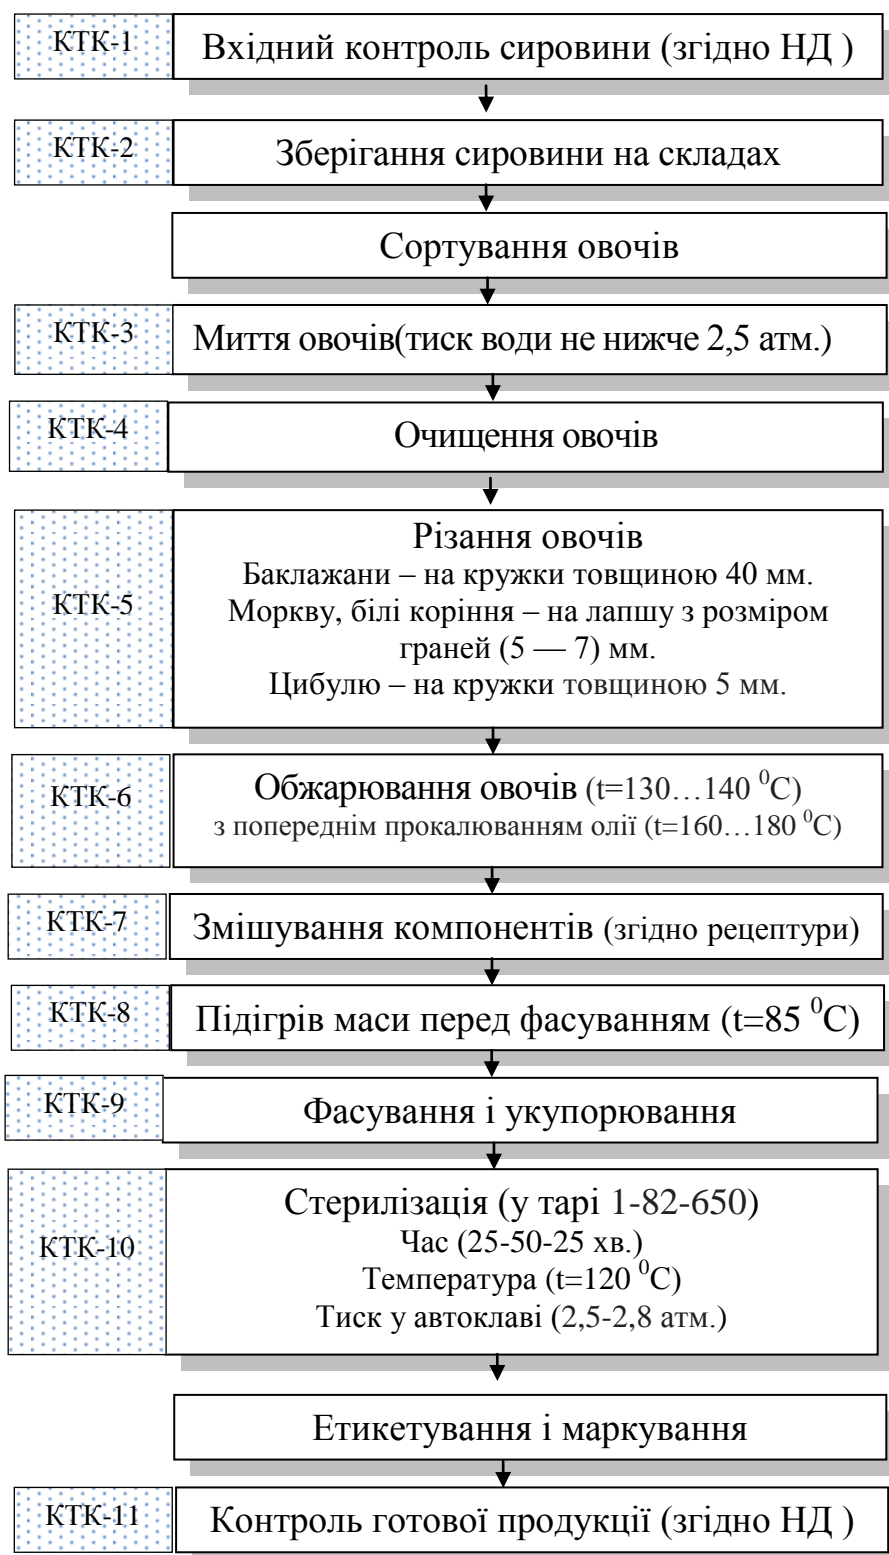 КТК-1
Вхідний контроль сировини (згідно НД )
КТК-2
Зберігання сировини на складах
Сортування овочів
КТК-3
Миття овочів(тиск води не нижче 2,5 атм.)
КТК-4
Очищення овочів
КТК-5
Різання овочів
Баклажани – на кружки товщиною 40 мм.
Моркву, білі коріння – на лапшу з розміром
граней (5 — 7) мм.
Цибулю – на кружки товщиною 5 мм.
КТК-6
Обжарювання овочів (t=130…140 ⁰С)
з попереднім прокалюванням олії (t=160…180 ⁰С)
КТК-7
Змішування компонентів (згідно рецептури)
КТК-8
Підігрів маси перед фасуванням (t=85 ⁰С)
КТК-9
Фасування і укупорювання
КТК-10
Стерилізація (у тарі 1-82-650)
Час (25-50-25 хв.)
Температура (t=120 ⁰С)
Тиск у автоклаві (2,5-2,8 атм.)
Етикетування і маркування
КТК-11
Контроль готової продукції (згідно НД )